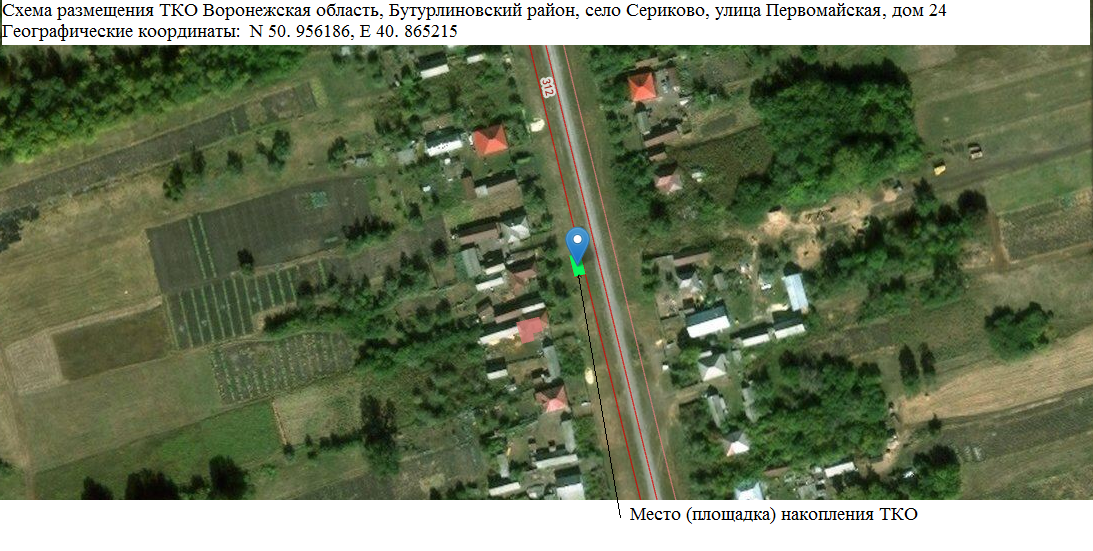 Схема размещения ТКО Воронежская область, Бутурлиновский район, село Сериково, улица Первомайская, дом 24
Географические координаты:  N 50. 956186, E 40. 865215
312
Место (площадка) накопления ТКО